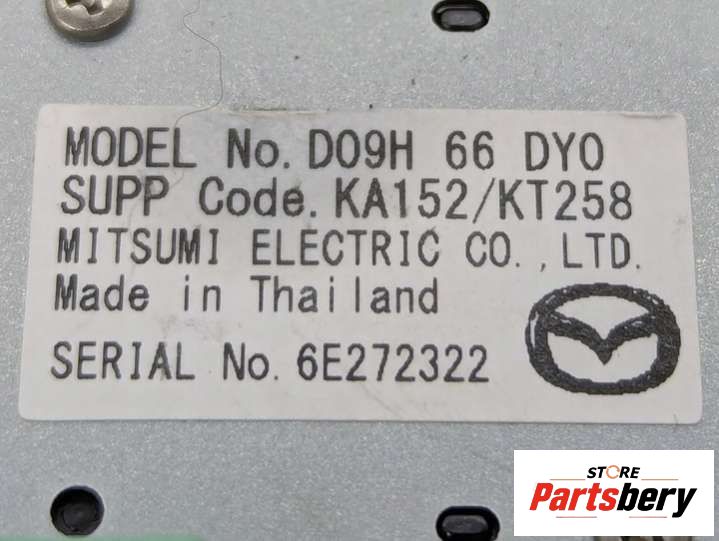 MODEL No. D09H 66 DY0
SUPP Code. KA152/KT258
MITSUMI ELECTRIC CO., LTD.
Made in Thailand
SERIAL No. 6E272322
STORE
Partsbery